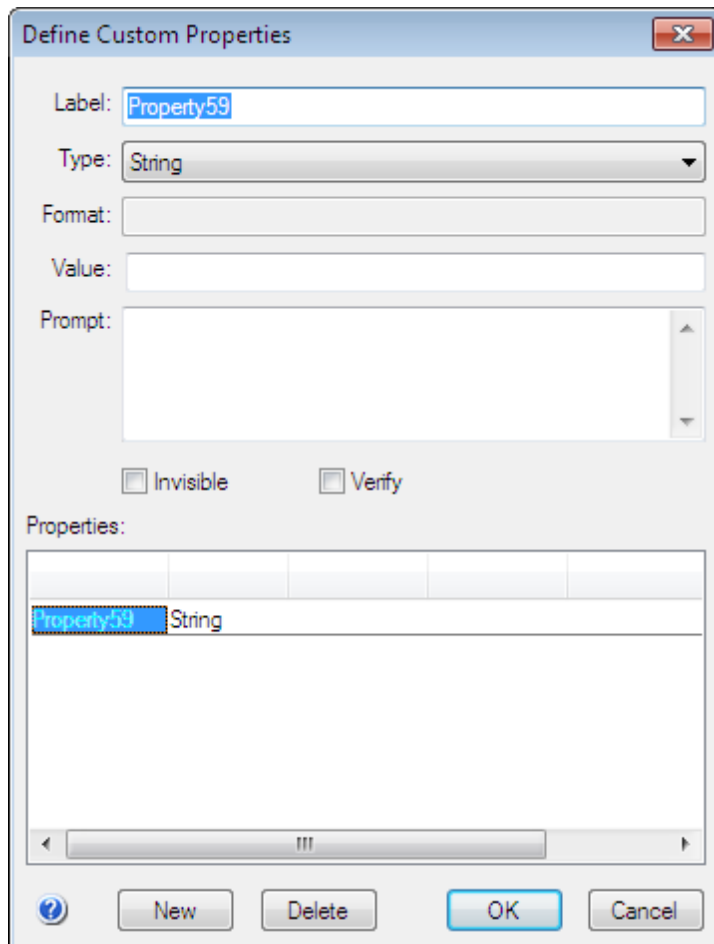 Define Custom Properties
Label: Property59
Type: String
Format:
Value:
Prompt:
Invisible Verify
Properties:
Property59 String
New Delete OK Cancel